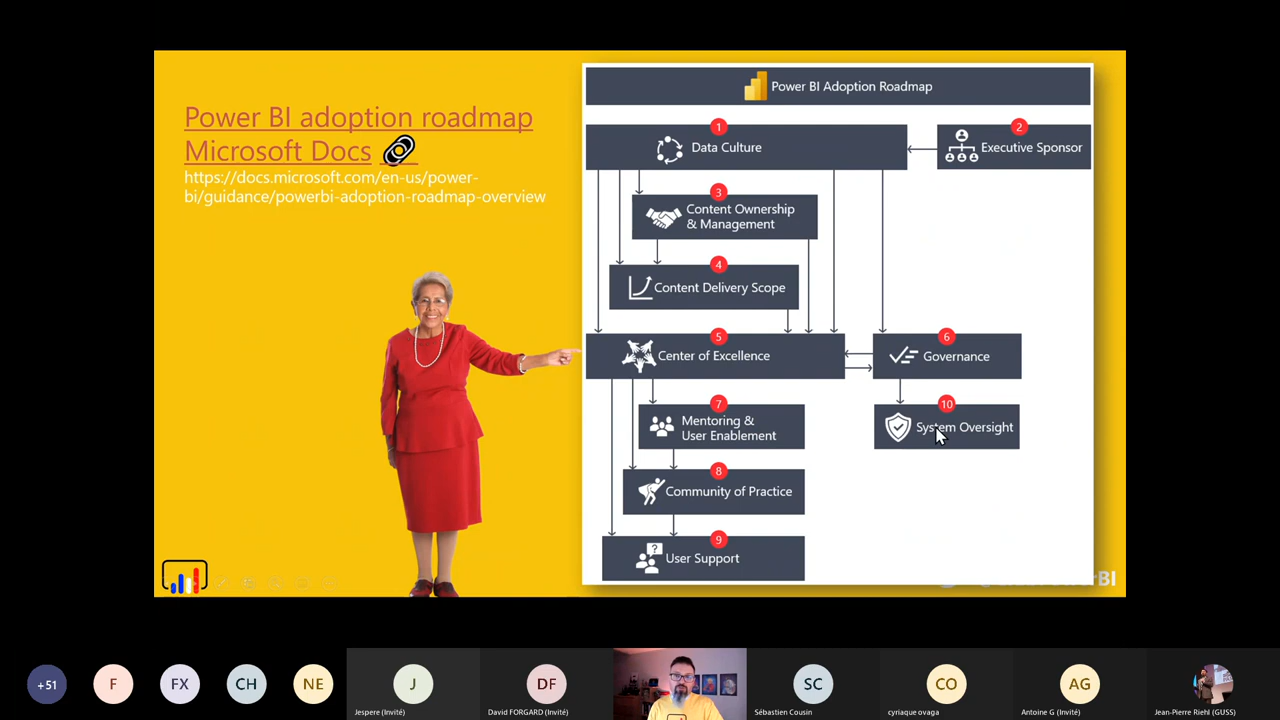 Power BI adoption roadmap
Microsoft Docs
https://docs.microsoft.com/en-us/power-
bi/guidance/powerbi-adoption-roadmap-overview
Power BI Adoption Roadmap
1
Data Culture
2
Executive Sponsor
3
Content Ownership
& Management
4
Content Delivery Scope
5
Center of Excellence
6
Governance
7
Mentoring &
User Enablement
10
System Oversight
8
Community of Practice
9
User Support
BI
+51
F
FX
CH
NE
J
Jespere (Invité)
DF
David FORGARD (Invité)
SC
Sébastien Cousin
CO
cyriaque ovaga
AG
Antoine G (Invité)
Jean-Pierre Riehl (GUSS)